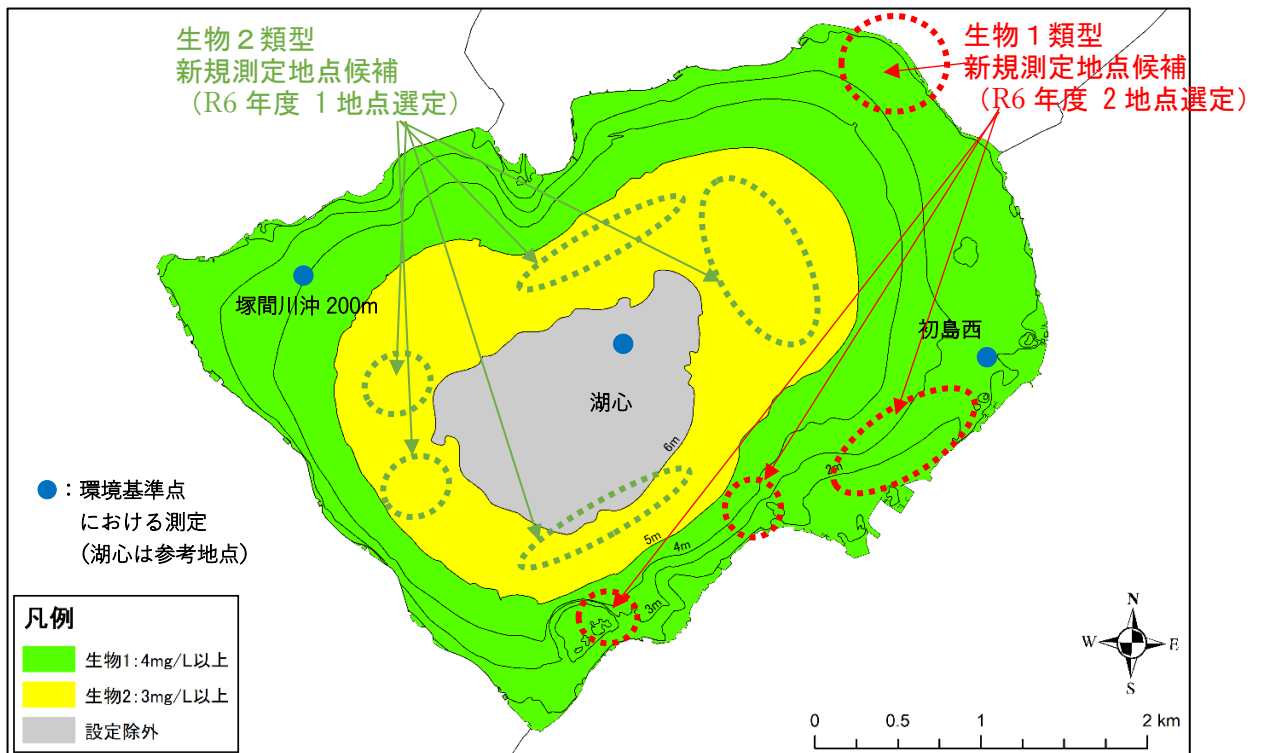 生物２類型
新規測定地点候補
（R6 年度 1 地点選定）
生物１類型
新規測定地点候補
（R6 年度 2 地点選定）
塚間川沖 200m
初島西
湖心
6m
2m
5m
4m
3m
：環境基準点
における測定
(湖心は参考地点)
凡例
生物1：4mg/L以上
生物2：3mg/L以上
設定除外
N
W
E
S
0 0.5 1 2 km